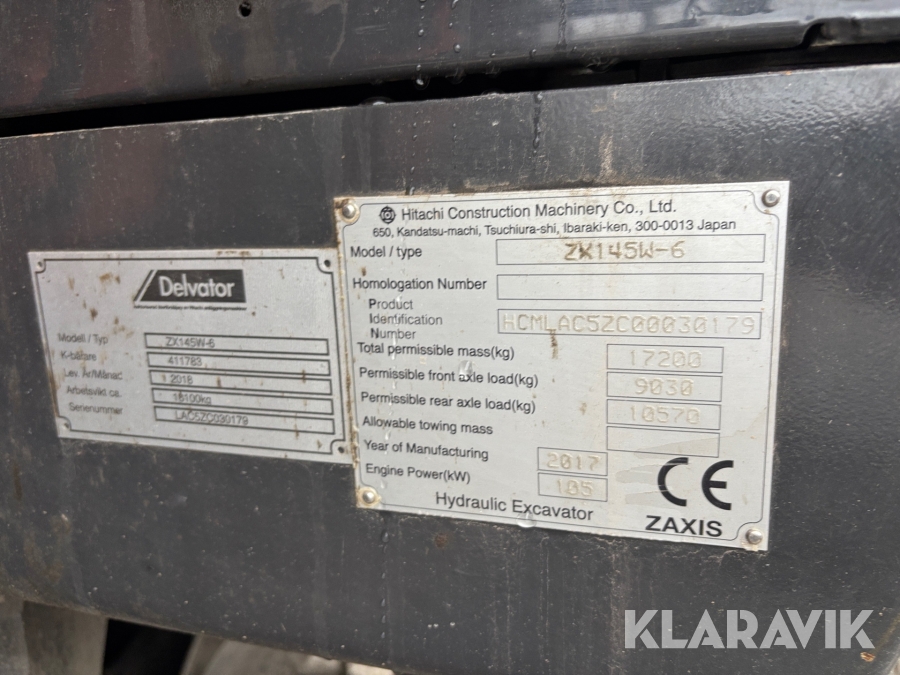 Delvator
Modell / Typ ZX145W-6
K-bärare 411783
Lev. År/Månad 2018
Arbetsvikt ca. 18100kg
Serienummer LAC5ZC030179
Hitachi Construction Machinery Co., Ltd.
650, Kandatsu-machi, Tsuchiura-shi, Ibaraki-ken, 300-0013 Japan
Model / type ZX145W-6
Homologation Number
Product
Identification
Number HCMLAC5ZC00030179
Total permissible mass(kg) 17200
Permissible front axle load(kg) 9030
Permissible rear axle load(kg) 10570
Allowable towing mass
Year of Manufacturing 2017
Engine Power(kW) 105
Hydraulic Excavator
CE
ZAXIS
KLARAVIK